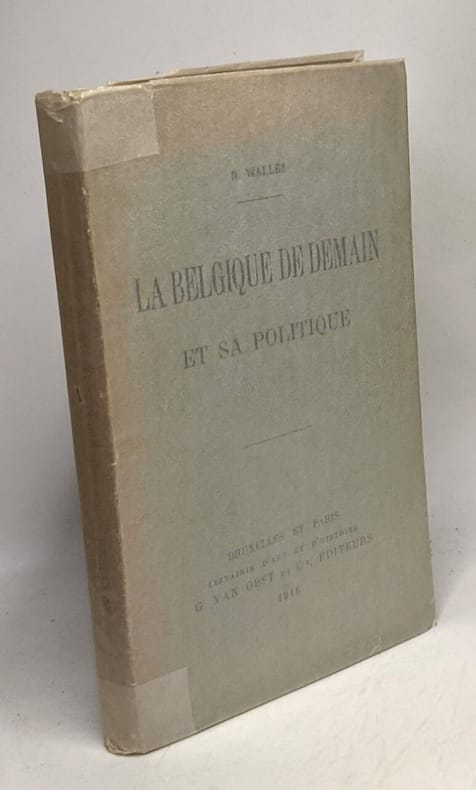 R. WALLES
LA BELGIQUE DE DEMAIN
ET SA POLITIQUE
BRUXELLES ET PARIS
LIBRAIRIE D'ART ET D'HISTOIRE
G. VAN OEST ET Cie, ÉDITEURS
1916